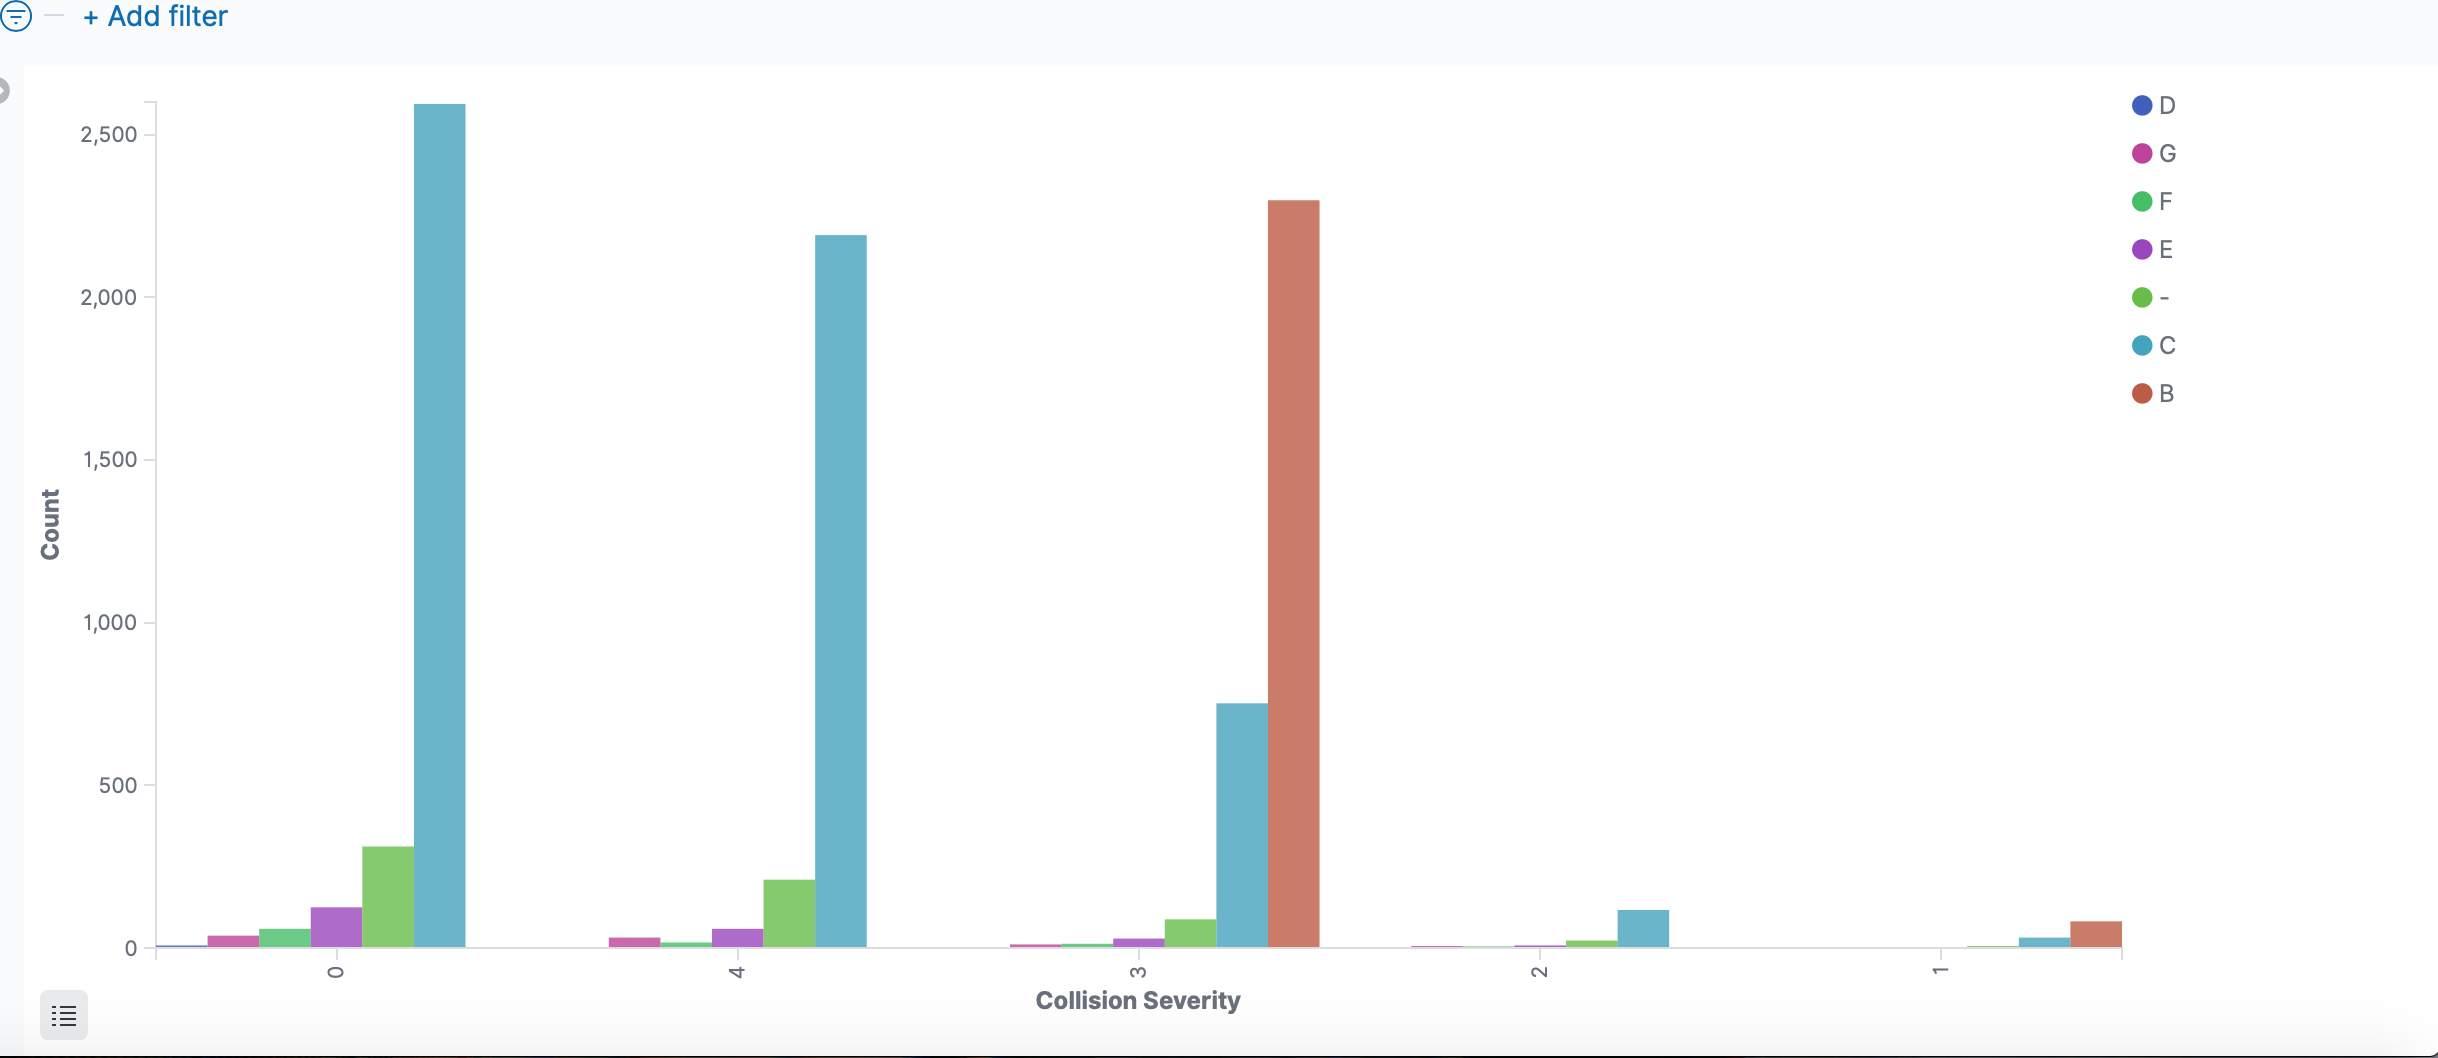 + Add filter
2,500
2,000
1,500
1,000
500
0
Count
0
4
3
2
1
Collision Severity
D
G
F
E
-
C
B